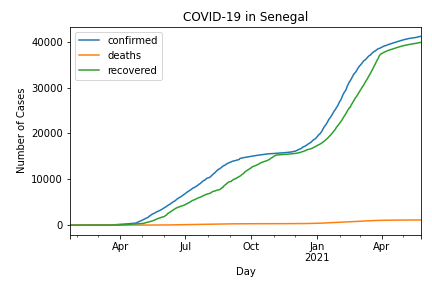 COVID-19 in Senegal
confirmed
deaths
recovered
Number of Cases
40000
30000
20000
10000
0
Apr
Jul
Oct
Jan
2021
Apr
Day